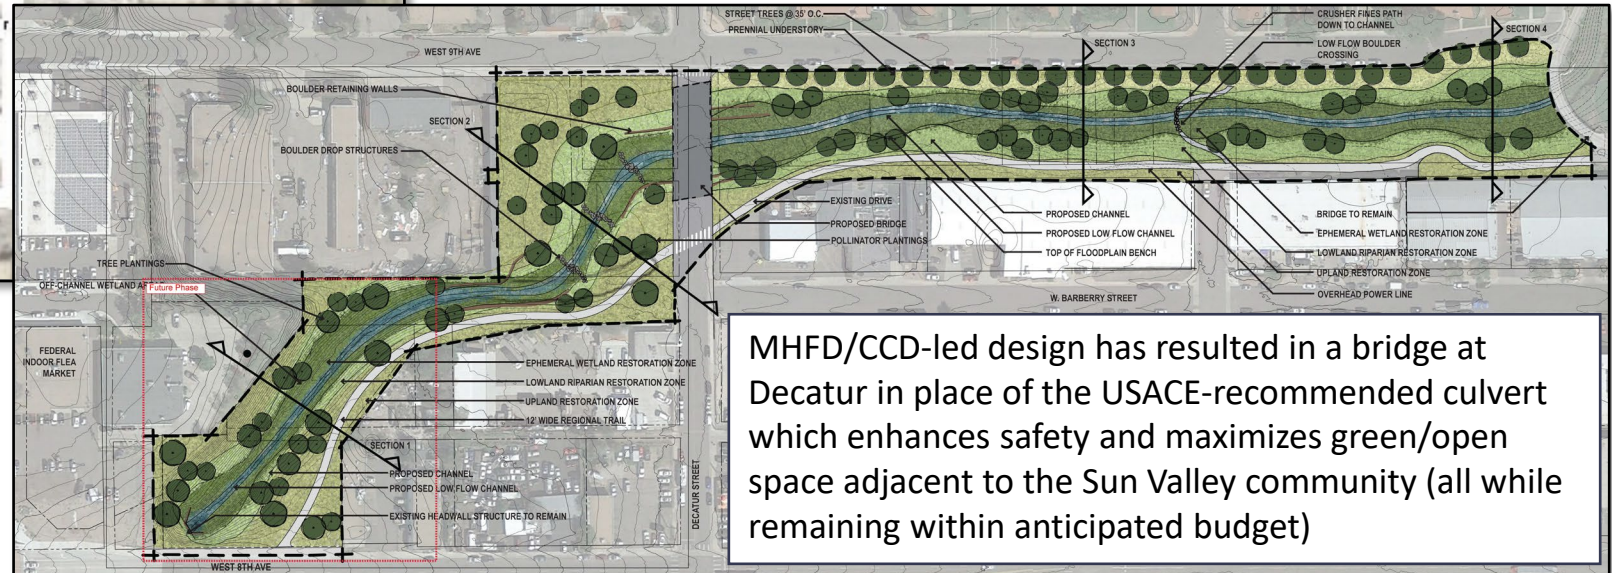 STREET TREES @ 35' O.C.
PRENNIAL UNDERSTORY
CRUSHER FINES PATH
DOWN TO CHANNEL
LOW FLOW BOULDER
CROSSING
SECTION 3
SECTION 4
WEST 9TH AVE
BOULDER RETAINING WALLS
SECTION 2
BOULDER DROP STRUCTURES
EXISTING DRIVE
PROPOSED BRIDGE
POLLINATOR PLANTINGS
PROPOSED CHANNEL
PROPOSED LOW FLOW CHANNEL
TOP OF FLOODPLAIN BENCH
BRIDGE TO REMAIN
EPHEMERAL WETLAND RESTORATION ZONE
LOWLAND RIPARIAN RESTORATION ZONE
UPLAND RESTORATION ZONE
OVERHEAD POWER LINE
W. BARBERRY STREET
TREE PLANTINGS
OFF-CHANNEL WETLAND
Future Phase
FEDERAL
INDOOR FLEA
MARKET
EPHEMERAL WETLAND RESTORATION ZONE
LOWLAND RIPARIAN RESTORATION ZONE
UPLAND RESTORATION ZONE
12' WIDE REGIONAL TRAIL
SECTION 1
PROPOSED CHANNEL
PROPOSED LOW FLOW CHANNEL
EXISTING HEADWALL STRUCTURE TO REMAIN
DECATUR STREET
WEST 8TH AVE
MHFD/CCD-led design has resulted in a bridge at
Decatur in place of the USACE-recommended culvert
which enhances safety and maximizes green/open
space adjacent to the Sun Valley community (all while
remaining within anticipated budget)